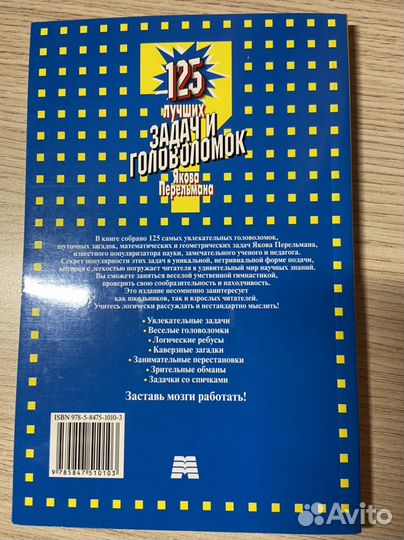 125
лучших
ЗАДАЧ И
ГОЛОВОЛОМОК
Якова
Перельмана
В книге собрано 125 самых увлекательных головоломок,
шуточных загадок, математических и геометрических задач Якова Перельмана,
известного популяризатора науки, замечательного ученого и педагога.
Секрет популярности этих задач в уникальной, нетривиальной форме подачи,
которая с легкостью погружает читателя в удивительный мир научных знаний.
Вы сможете заняться веселой умственной гимнастикой,
проверить свою сообразительность и находчивость.
Это издание несомненно заинтересует
как школьников, так и взрослых читателей.
Учитесь логически рассуждать и нестандартно мыслить!
• Увлекательные задачи
• Веселые головоломки
• Логические ребусы
• Каверзные загадки
• Занимательные перестановки
• Зрительные обманы
• Задачки со спичками
Заставь мозги работать!
ISBN 978-5-8475-1010-3
9 785847 510103
Avito